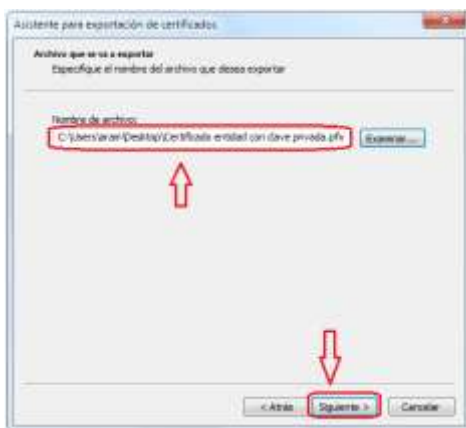 Asistente para exportación de certificados
Archivo que se va a exportar
Especifique el nombre del archivo que desea exportar
Nombre de archivo:
C:\Users\aran\Desktop\Certificado entidad con clave privada.pfx
Examinar...
< Atrás
Siguiente >
Cancelar